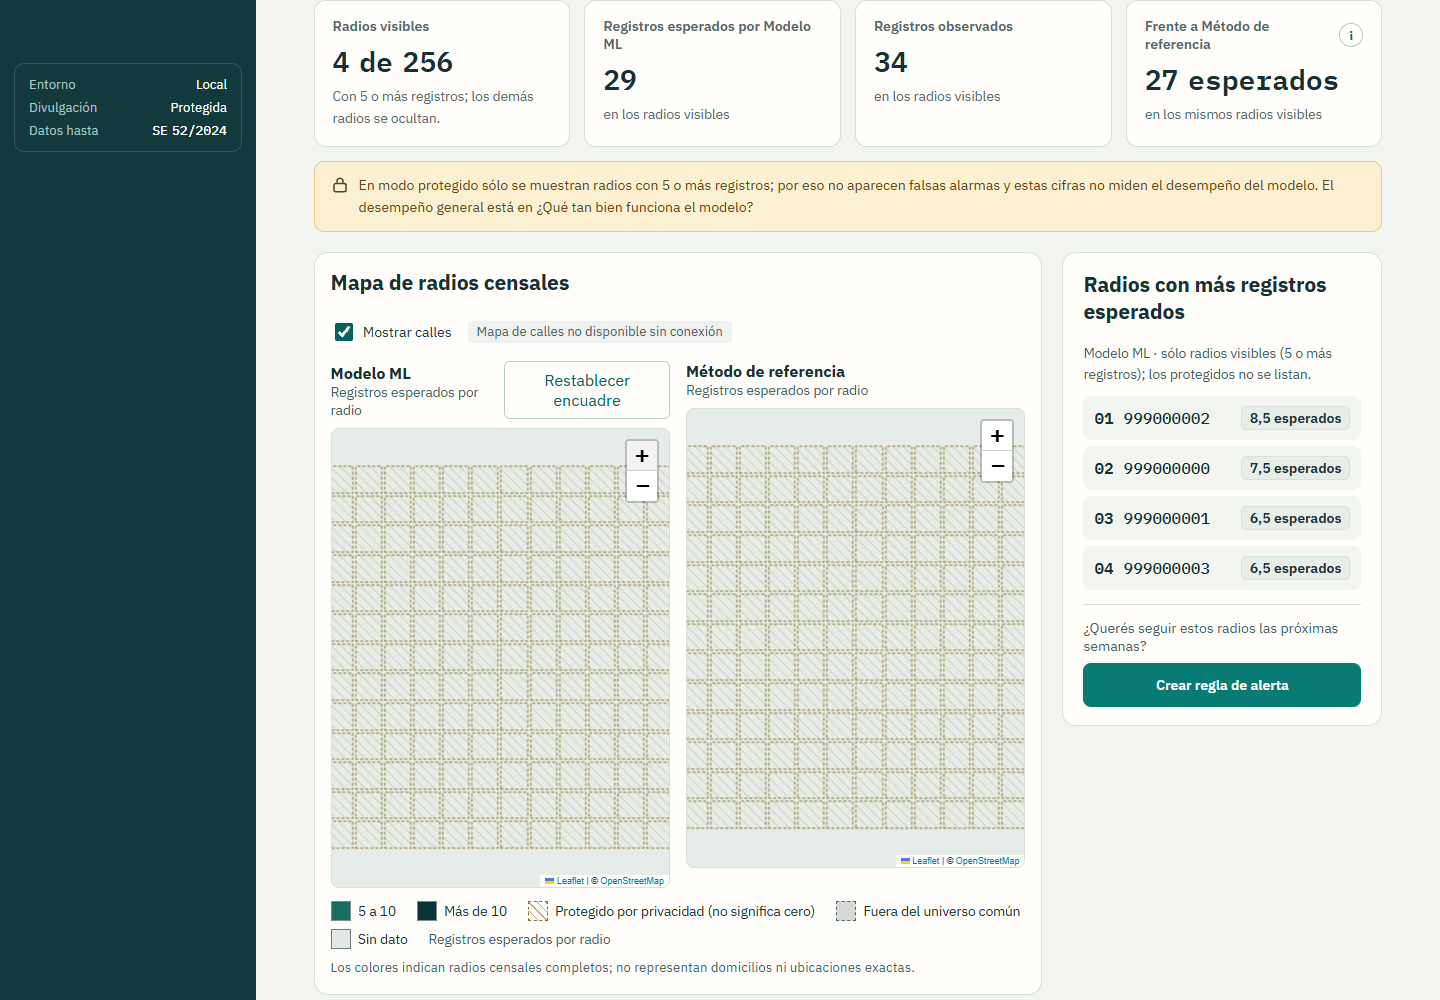 Entorno Local
Divulgación Protegida
Datos hasta SE 52/2024
Radios visibles
4 de 256
Con 5 o más registros; los demás
radios se ocultan.
Registros esperados por Modelo
ML
29
en los radios visibles
Registros observados
34
en los radios visibles
Frente a Método de
referencia
i
27 esperados
en los mismos radios visibles
En modo protegido sólo se muestran radios con 5 o más registros; por eso no aparecen falsas alarmas y estas cifras no miden el desempeño del modelo. El
desempeño general está en ¿Qué tan bien funciona el modelo?
Mapa de radios censales
Mostrar calles
Mapa de calles no disponible sin conexión
Modelo ML
Registros esperados por
radio
Restablecer
encuadre
+
−
Leaflet | © OpenStreetMap
Método de referencia
Registros esperados por radio
+
−
Leaflet | © OpenStreetMap
5 a 10
Más de 10
Protegido por privacidad (no significa cero)
Fuera del universo común
Sin dato
Registros esperados por radio
Los colores indican radios censales completos; no representan domicilios ni ubicaciones exactas.
Radios con más registros
esperados
Modelo ML · sólo radios visibles (5 o más
registros); los protegidos no se listan.
01 999000002 8,5 esperados
02 999000000 7,5 esperados
03 999000001 6,5 esperados
04 999000003 6,5 esperados
¿Querés seguir estos radios las próximas
semanas?
Crear regla de alerta